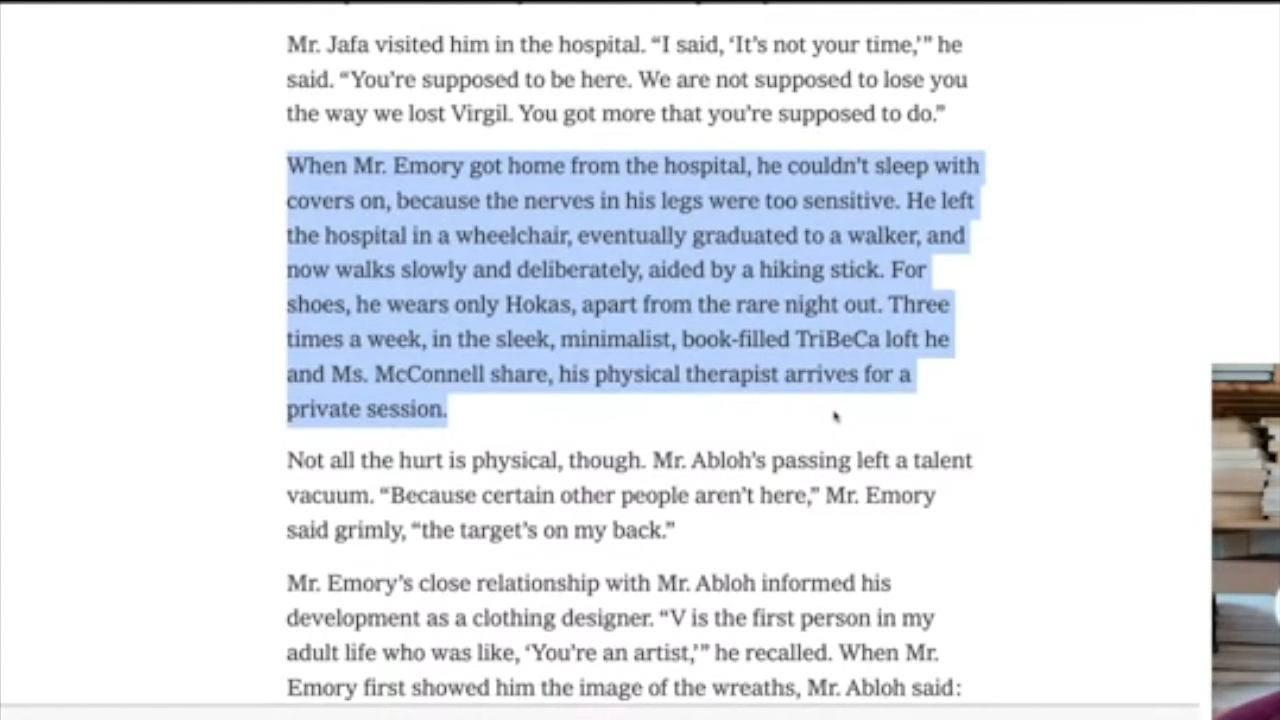 Mr. Jafa visited him in the hospital. “I said, ‘It’s not your time,’” he
said. “You’re supposed to be here. We are not supposed to lose you
the way we lost Virgil. You got more that you’re supposed to do.”
When Mr. Emory got home from the hospital, he couldn’t sleep with
covers on, because the nerves in his legs were too sensitive. He left
the hospital in a wheelchair, eventually graduated to a walker, and
now walks slowly and deliberately, aided by a hiking stick. For
shoes, he wears only Hokas, apart from the rare night out. Three
times a week, in the sleek, minimalist, book-filled TriBeCa loft he
and Ms. McConnell share, his physical therapist arrives for a
private session.
Not all the hurt is physical, though. Mr. Abloh’s passing left a talent
vacuum. “Because certain other people aren’t here,” Mr. Emory
said grimly, “the target’s on my back.”
Mr. Emory’s close relationship with Mr. Abloh informed his
development as a clothing designer. “V is the first person in my
adult life who was like, ‘You’re an artist,’” he recalled. When Mr.
Emory first showed him the image of the wreaths, Mr. Abloh said: